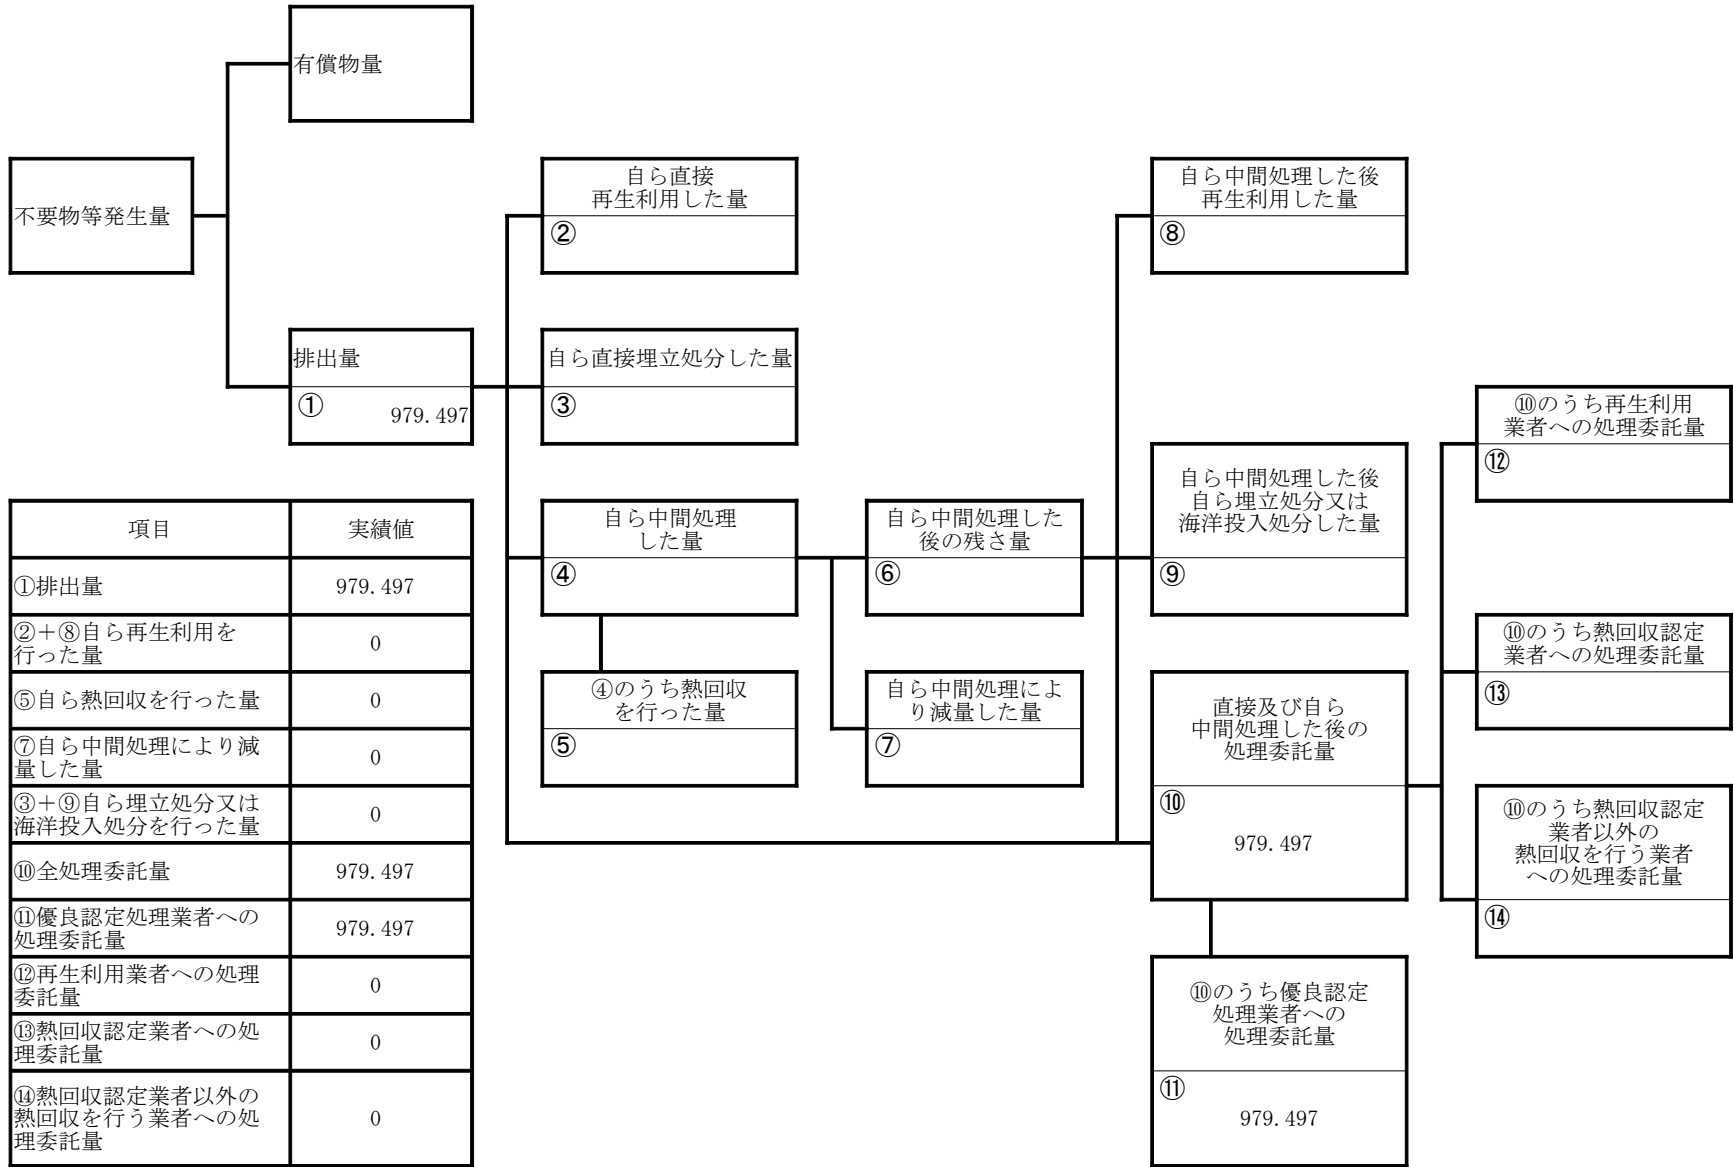 有償物量
不要物等発生量
自ら直接
再生利用した量
②
自ら中間処理した後
再生利用した量
⑧
排出量
① 979.497
自ら直接埋立処分した量
③
⑩のうち再生利用
業者への処理委託量
⑫
自ら中間処理
した量
④
自ら中間処理した
後の残さ量
⑥
自ら中間処理した後
自ら埋立処分又は
海洋投入処分した量
⑨
⑩のうち熱回収認定
業者への処理委託量
⑬
④のうち熱回収
を行った量
⑤
自ら中間処理によ
り減量した量
⑦
直接及び自ら
中間処理した後の
処理委託量
⑩
979.497
⑩のうち熱回収認定
業者以外の
熱回収を行う業者
への処理委託量
⑭
⑩のうち優良認定
処理業者への
処理委託量
⑪
979.497
項目 実績値
①排出量 979.497
②+⑧自ら再生利用を
行った量 0
⑤自ら熱回収を行った量 0
⑦自ら中間処理により減
量した量 0
③+⑨自ら埋立処分又は
海洋投入処分を行った量 0
⑩全処理委託量 979.497
⑪優良認定処理業者への
処理委託量 979.497
⑫再生利用業者への処理
委託量 0
⑬熱回収認定業者への処
理委託量 0
⑭熱回収認定業者以外の
熱回収を行う業者への処
理委託量 0